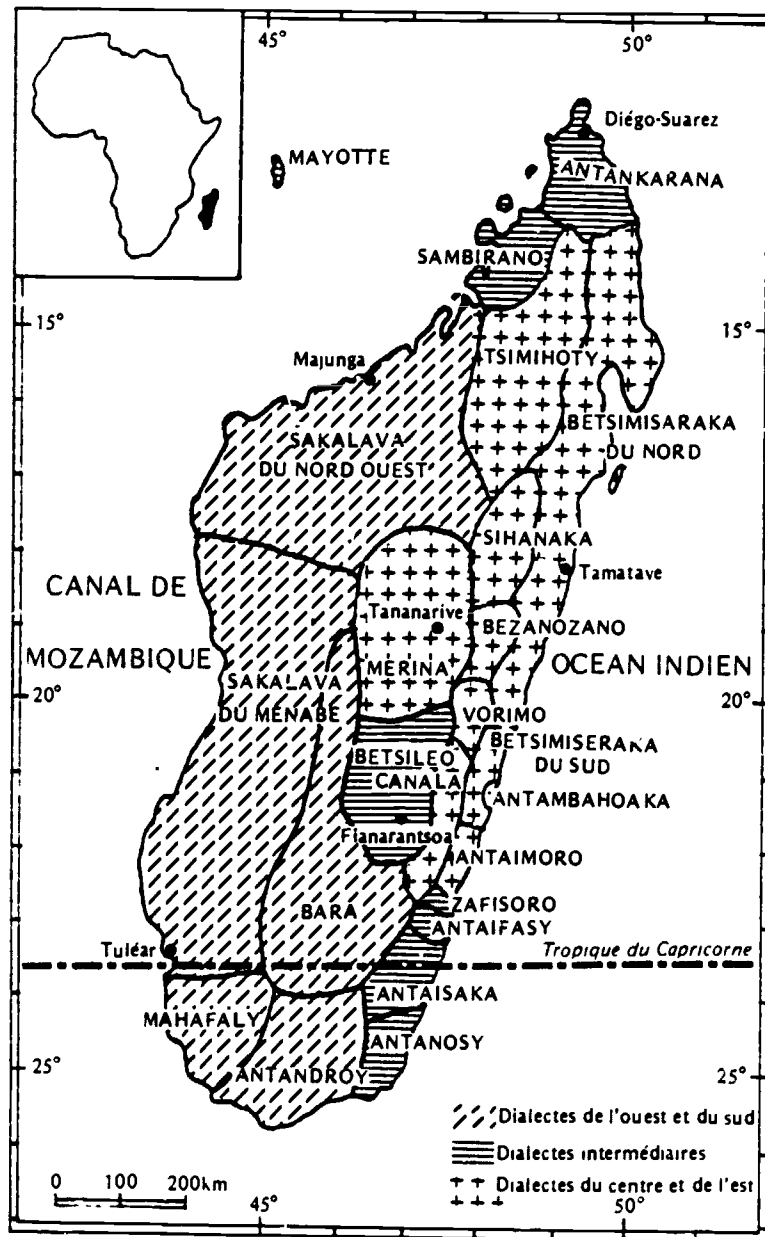 45°
50°
Diégo-Suarez
MAYOTTE
ANTANKARANA
SAMBIRANO
15°
15°
TSIMIHOTY
Majunga
BETSIMISARAKA
DU NORD
SAKALAVA
DU NORD OUEST
SIHANAKA
CANAL DE
MOZAMBIQUE
Tamatave
Tananarive
BEZANOZANO
MERINA
OCEAN INDIEN
SAKALAVA
DU MENABE
20°
20°
VORIMO
BETSIMISERAKA
DU SUD
BETSILEO
CANALA
ANTAMBAHOAKA
Fianarantsoa
ANTAIMORO
BARA
ZAFISORO
ANTAIFASY
Tuléar
Tropique du Capricorne
ANTAISAKA
MAHAFALY
ANTANOSY
25°
25°
ANTANDROY
Dialectes de l'ouest et du sud
Dialectes intermédiaires
Dialectes du centre et de l'est
0 100 200km
45°
50°